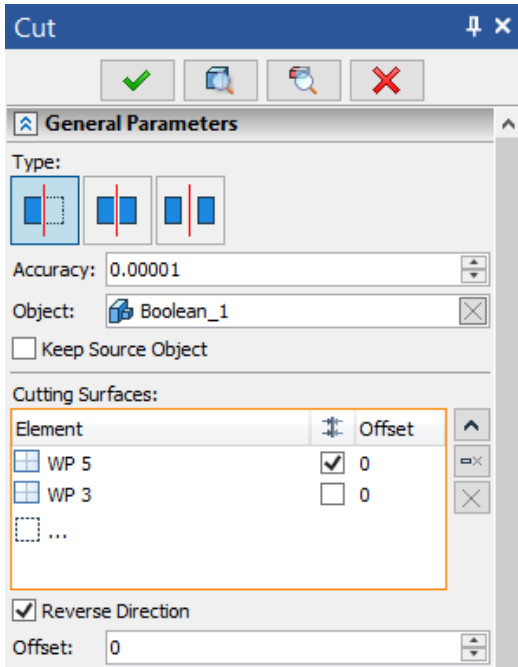 Cut
General Parameters
Type:
Accuracy: 0.00001
Object: Boolean_1
Keep Source Object
Cutting Surfaces:
Element Offset
WP 5 0
WP 3 0
...
Reverse Direction
Offset: 0